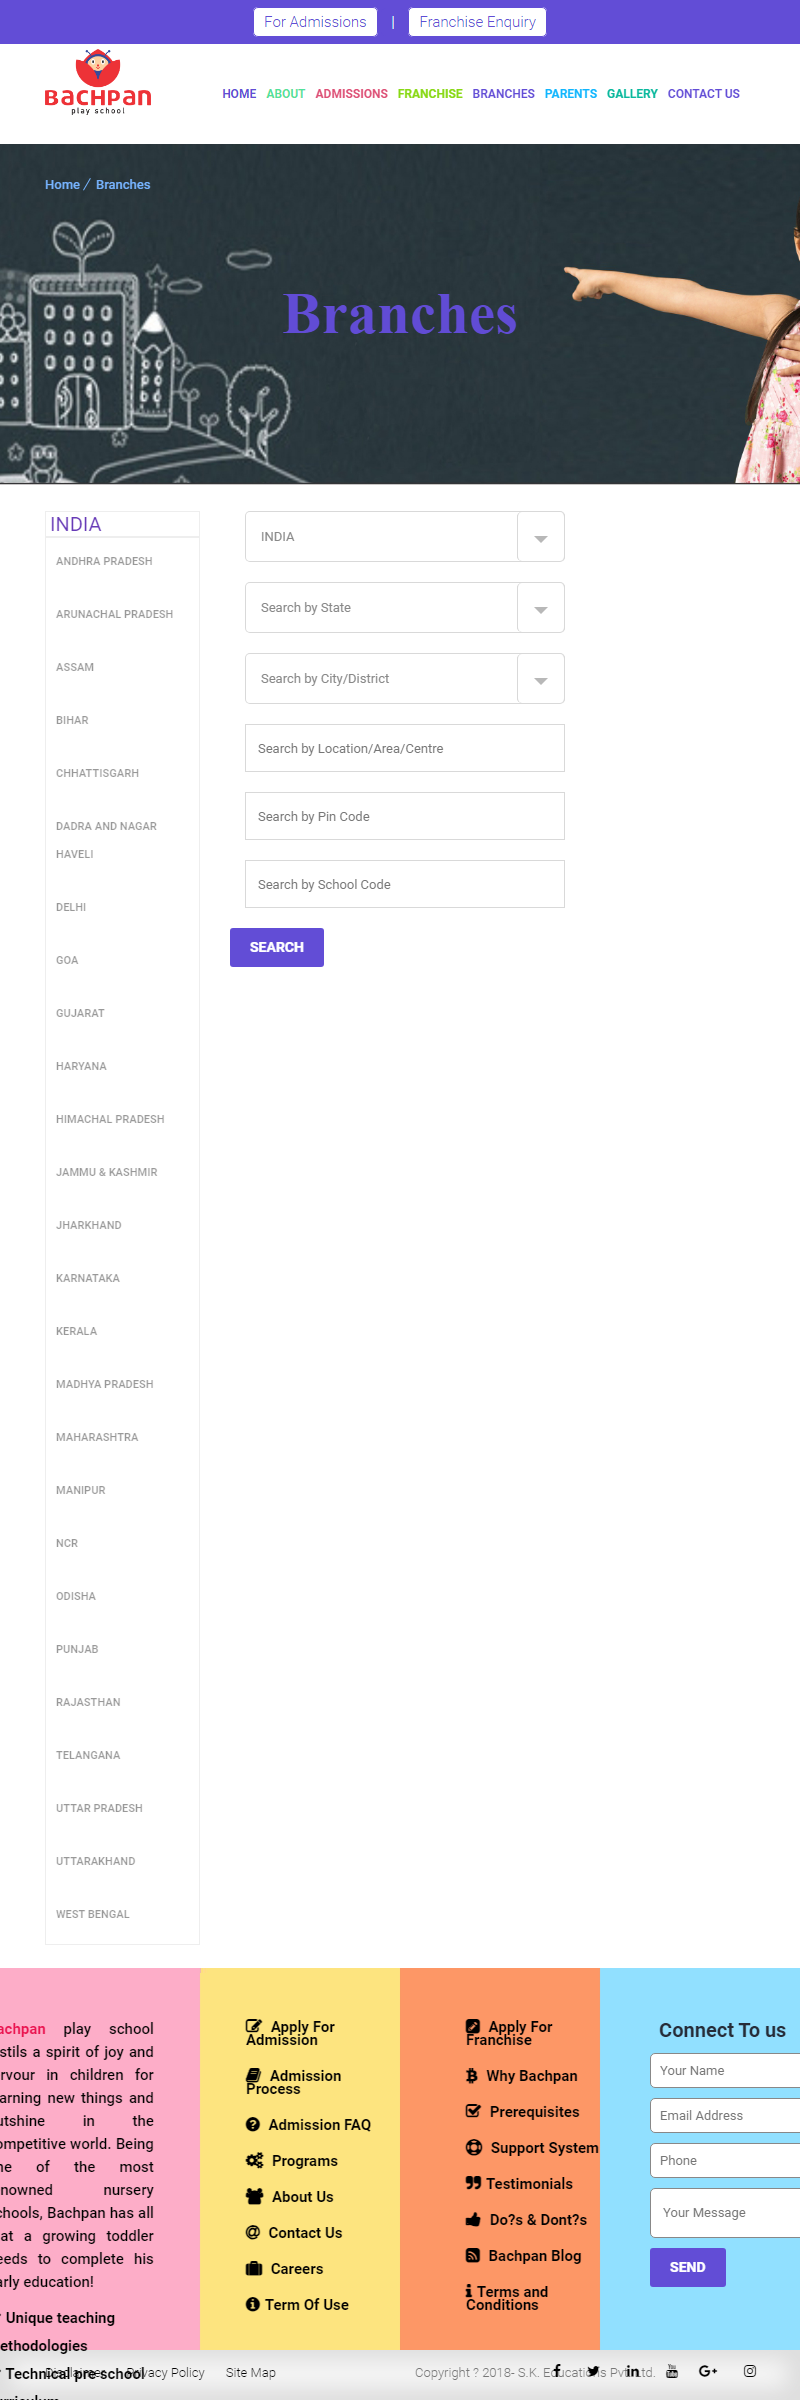 For Admissions | Franchise Enquiry
BACHPAN
play school
HOME ABOUT ADMISSIONS FRANCHISE BRANCHES PARENTS GALLERY CONTACT US
Home / Branches
Branches
INDIA
ANDHRA PRADESH
ARUNACHAL PRADESH
ASSAM
BIHAR
CHHATTISGARH
DADRA AND NAGAR
HAVELI
DELHI
GOA
GUJARAT
HARYANA
HIMACHAL PRADESH
JAMMU & KASHMIR
JHARKHAND
KARNATAKA
KERALA
MADHYA PRADESH
MAHARASHTRA
MANIPUR
NCR
ODISHA
PUNJAB
RAJASTHAN
TELANGANA
UTTAR PRADESH
UTTARAKHAND
WEST BENGAL
INDIA
Search by State
Search by City/District
Search by Location/Area/Centre
Search by Pin Code
Search by School Code
SEARCH
achpan play school
stils a spirit of joy and
rvour in children for
arning new things and
utshine in the
ompetitive world. Being
ne of the most
nowned nursery
chools, Bachpan has all
at a growing toddler
eeds to complete his
arly education!
Unique teaching
ethodologies
Technical pre school
Apply For
Admission
Admission
Process
Admission FAQ
Programs
About Us
Contact Us
Careers
Term Of Use
Apply For
Franchise
Why Bachpan
Prerequisites
Support System
Testimonials
Do?s & Dont?s
Bachpan Blog
Terms and
Conditions
Connect To us
Your Name
Email Address
Phone
Your Message
SEND
Disclaimer Privacy Policy Site Map
Copyright ? 2018- S.K. Educations Pvt. Ltd.